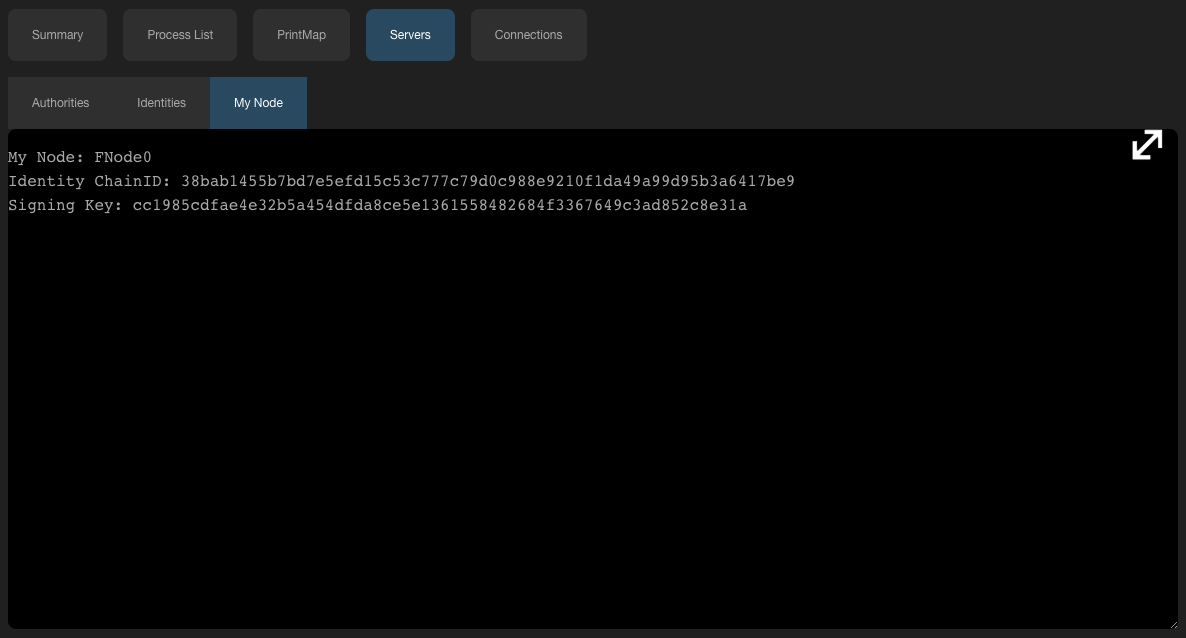 Summary Process List PrintMap Servers Connections
Authorities Identities My Node
My Node: FNode0
Identity ChainID: 38bab1455b7bd7e5efd15c53c777c79d0c988e9210f1da49a99d95b3a6417be9
Signing Key: cc1985cdfae4e32b5a454dfda8ce5e1361558482684f3367649c3ad852c8e31a